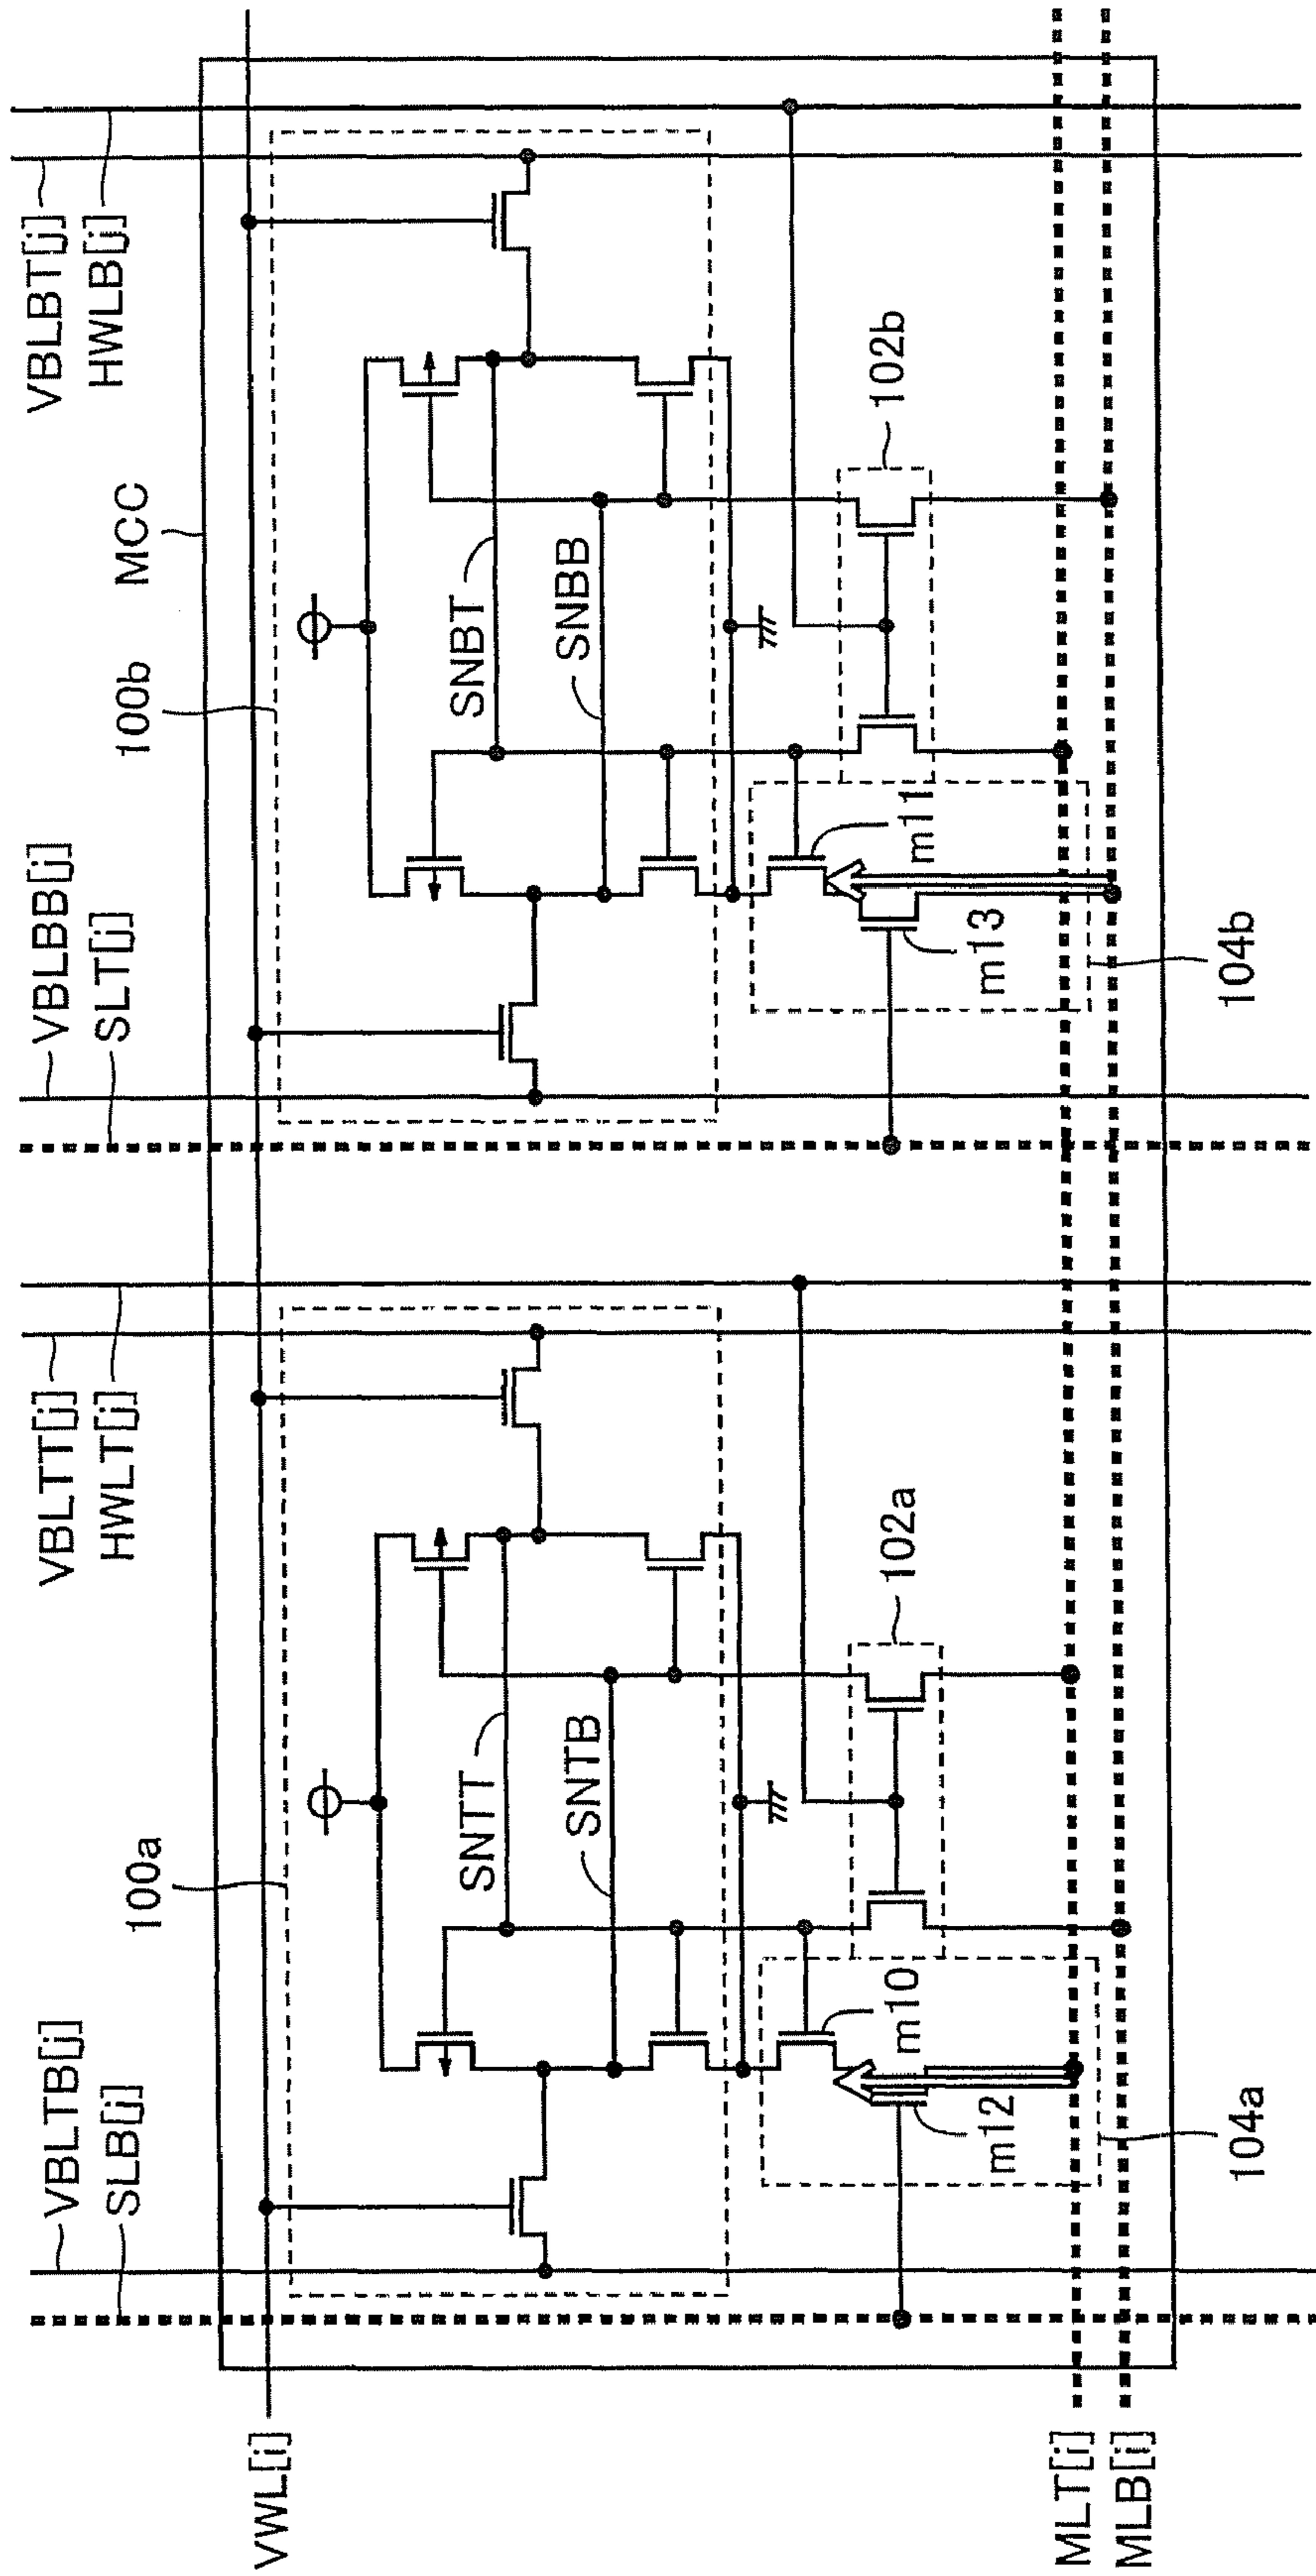 VBLTB[j]
SLB[j]
VBLTT[j]
HWLT[j]
VBLBB[j]
SLT[j]
VBLBT[j]
HWLB[j]
100a
100b
MCC
VWL[i]
SNTT
SNTB
SNBT
SNBB
102a
102b
m10
m12
m11
m13
104a
104b
MLT[i]
MLB[i]